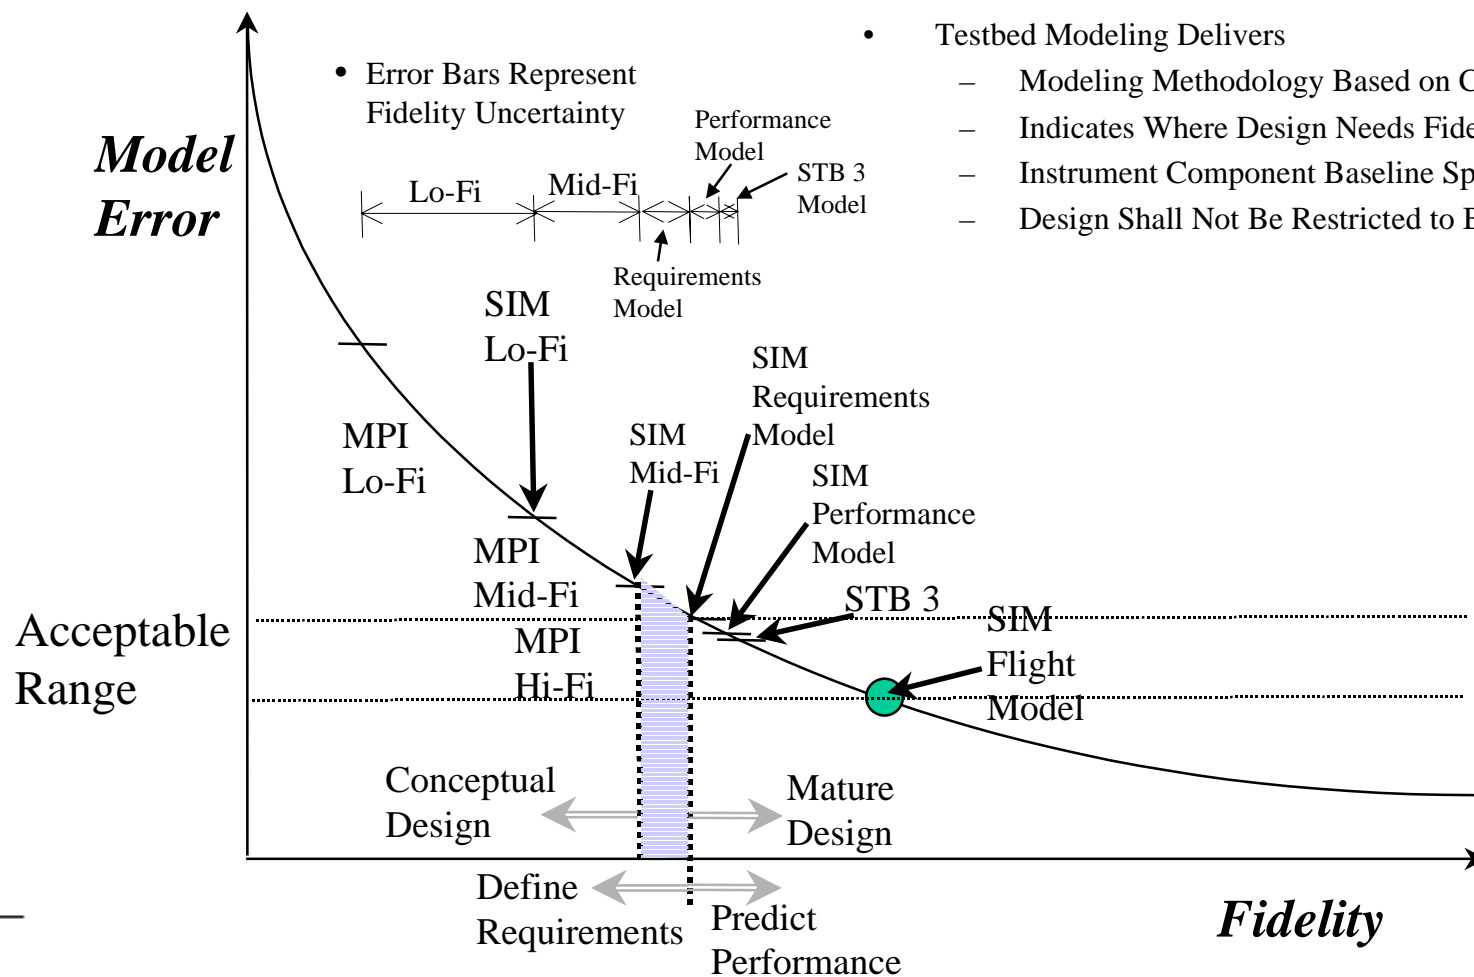 • Error Bars Represent
Fidelity Uncertainty
• Testbed Modeling Delivers
– Modeling Methodology Based on
– Indicates Where Design Needs
– Instrument Component Baseline
– Design Shall Not Be Restricted to
Model
Error
Lo-Fi
Mid-Fi
Performance
Model
STB 3
Model
Requirements
Model
SIM
Lo-Fi
MPI
Lo-Fi
SIM
Mid-Fi
SIM
Requirements
Model
SIM
Performance
Model
MPI
Mid-Fi
STB 3
SIM
Flight
Model
Acceptable
Range
MPI
Hi-Fi
Conceptual
Design
Mature
Design
Define
Requirements
Predict
Performance
Fidelity